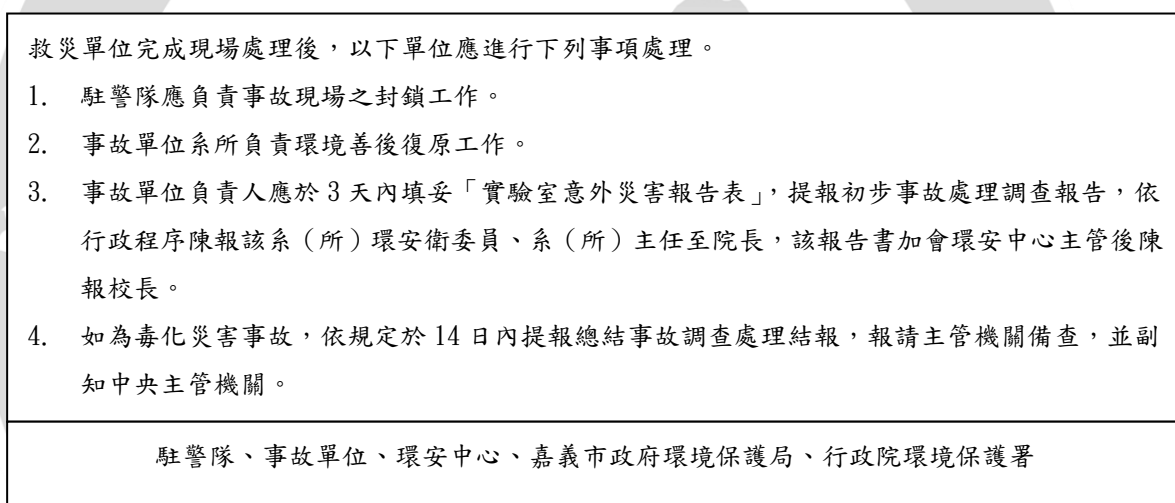 救災單位完成現場處理後，以下單位應進行下列事項處理。
1. 駐警隊應負責事故現場之封鎖工作。
2. 事故單位系所負責環境善後復原工作。
3. 事故單位負責人應於 3 天內填妥「實驗室意外災害報告表」，提報初步事故處理調查報告，依
行政程序陳報該系（所）環安衛委員、系（所）主任至院長，該報告書加會環安中心主管後陳
報校長。
4. 如為毒化災害事故，依規定於 14 日內提報總結事故調查處理結報，報請主管機關備查，並副
知中央主管機關。
駐警隊、事故單位、環安中心、嘉義市政府環境保護局、行政院環境保護署